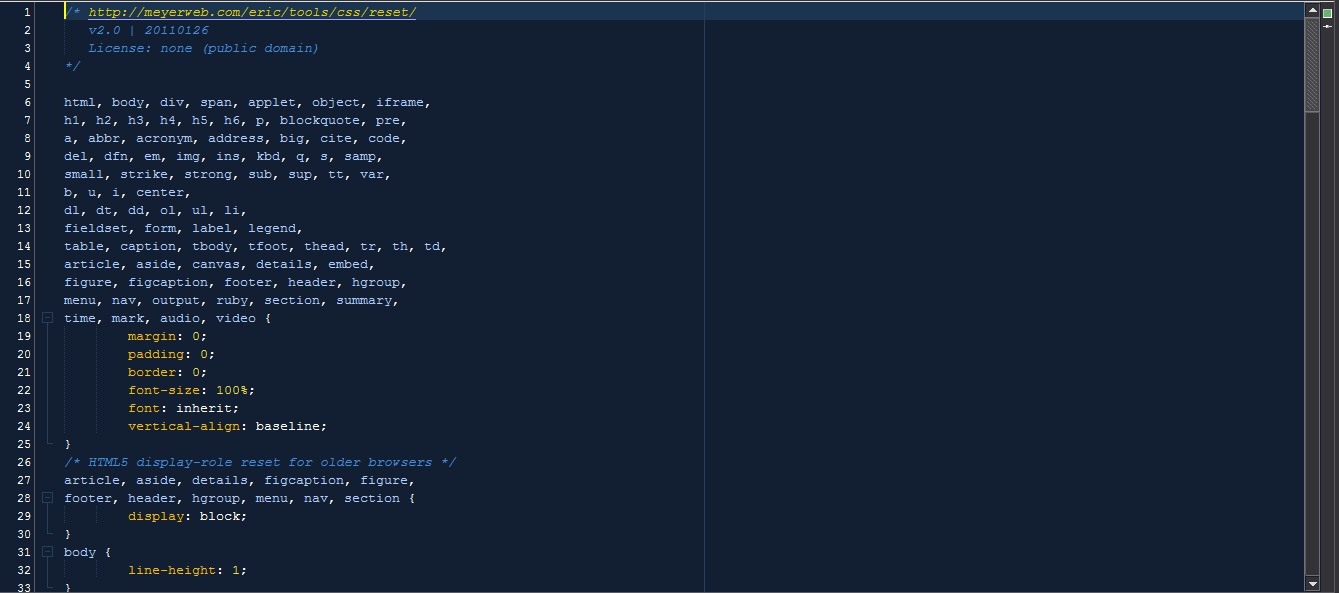 1 /* http://meyerweb.com/eric/tools/css/reset/
2 v2.0 | 20110126
3 License: none (public domain)
4 */
5
6 html, body, div, span, applet, object, iframe,
7 h1, h2, h3, h4, h5, h6, p, blockquote, pre,
8 a, abbr, acronym, address, big, cite, code,
9 del, dfn, em, img, ins, kbd, q, s, samp,
10 small, strike, strong, sub, sup, tt, var,
11 b, u, i, center,
12 dl, dt, dd, ol, ul, li,
13 fieldset, form, label, legend,
14 table, caption, tbody, tfoot, thead, tr, th, td,
15 article, aside, canvas, details, embed,
16 figure, figcaption, footer, header, hgroup,
17 menu, nav, output, ruby, section, summary,
18 time, mark, audio, video {
19 margin: 0;
20 padding: 0;
21 border: 0;
22 font-size: 100%;
23 font: inherit;
24 vertical-align: baseline;
25 }
26 /* HTML5 display-role reset for older browsers */
27 article, aside, details, figcaption, figure,
28 footer, header, hgroup, menu, nav, section {
29 display: block;
30 }
31 body {
32 line-height: 1;
33 }